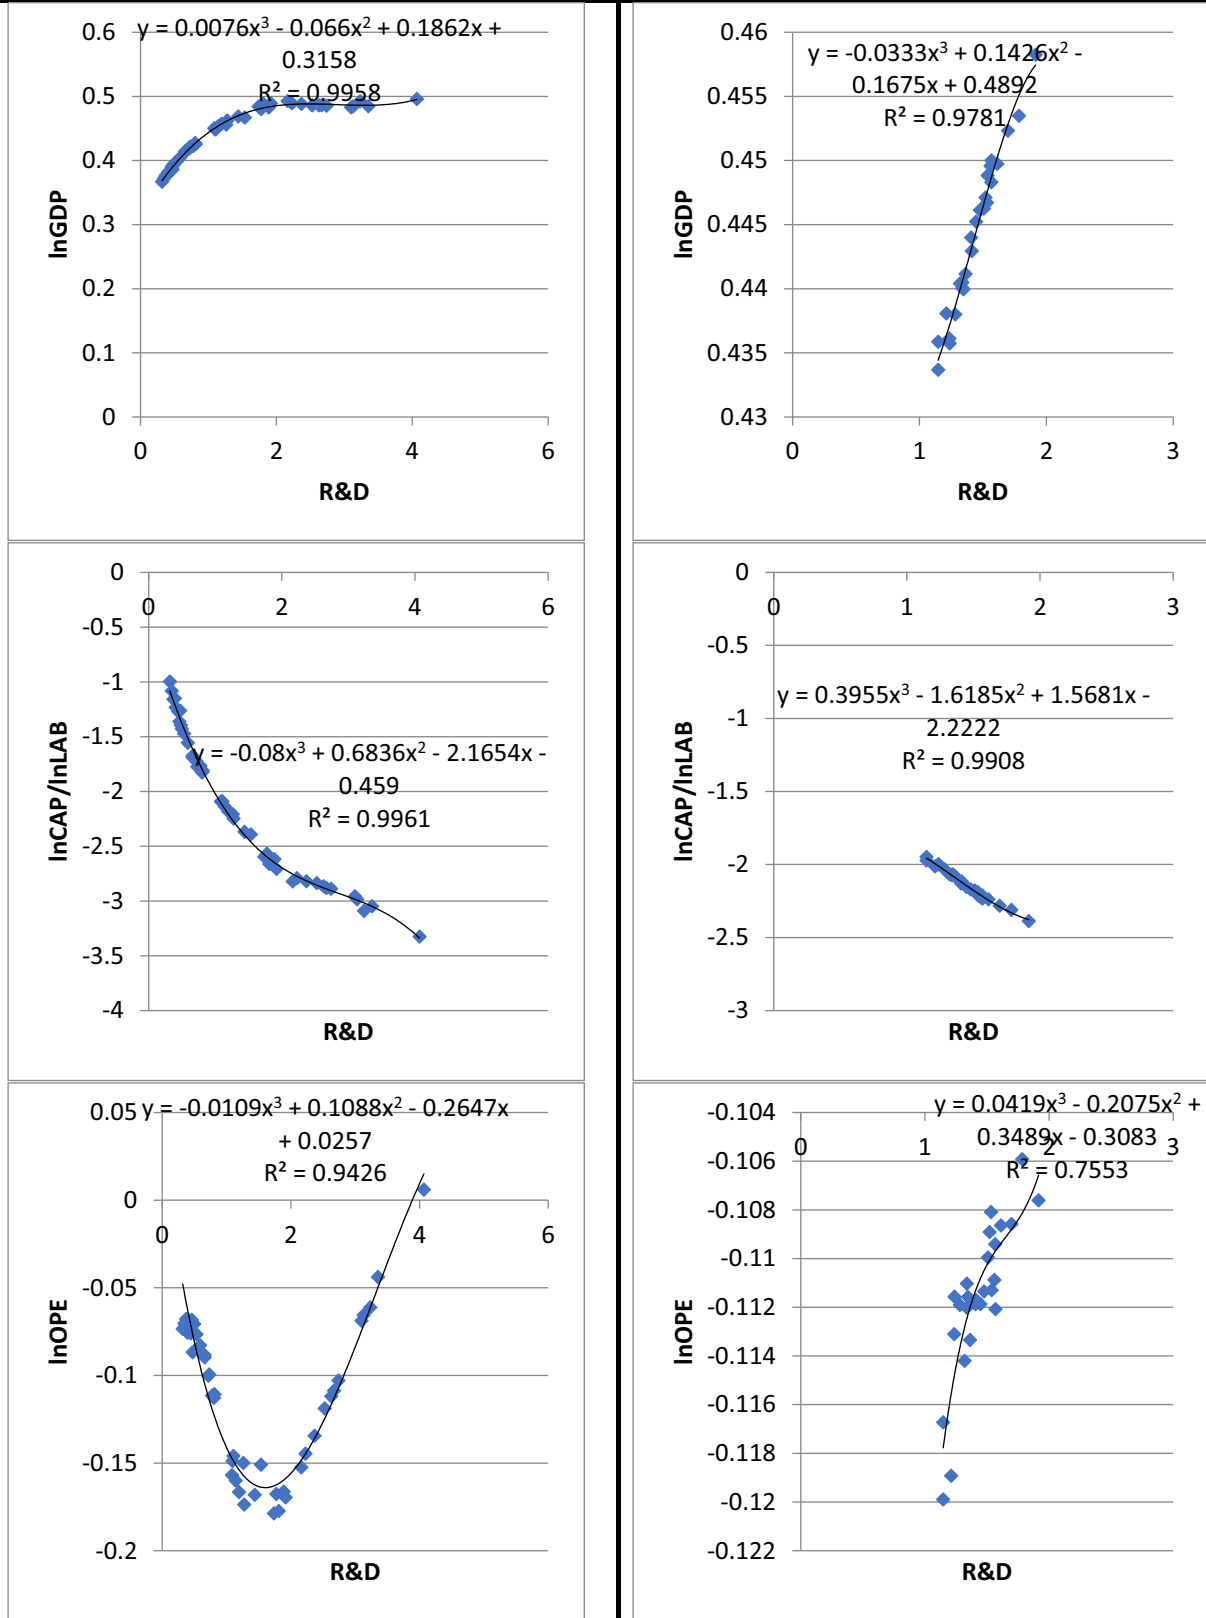 y = 0.0076x³ - 0.066x² + 0.1862x +
0.3158
R² = 0.9958
0.6
0.5
0.4
0.3
0.2
0.1
0
0 2 4 6
lnGDP
R&D
y = -0.0333x³ + 0.1426x² -
0.1675x + 0.4892
R² = 0.9781
0.46
0.455
0.45
0.445
0.44
0.435
0.43
0 1 2 3
lnGDP
R&D
0
-0.5
-1
-1.5
-2
-2.5
-3
-3.5
-4
0 2 4 6
y = -0.08x³ + 0.6836x² - 2.1654x -
0.459
R² = 0.9961
lnCAP/lnLAB
R&D
0
-0.5
-1
-1.5
-2
-2.5
-3
0 1 2 3
y = 0.3955x³ - 1.6185x² + 1.5681x -
2.2222
R² = 0.9908
lnCAP/lnLAB
R&D
y = -0.0109x³ + 0.1088x² - 0.2647x
+ 0.0257
R² = 0.9426
0.05
0
-0.05
-0.1
-0.15
-0.2
0 2 4 6
lnOPE
R&D
y = 0.0419x³ - 0.2075x² +
0.3489x - 0.3083
R² = 0.7553
-0.104
-0.106
-0.108
-0.11
-0.112
-0.114
-0.116
-0.118
-0.12
-0.122
0 1 2 3
lnOPE
R&D